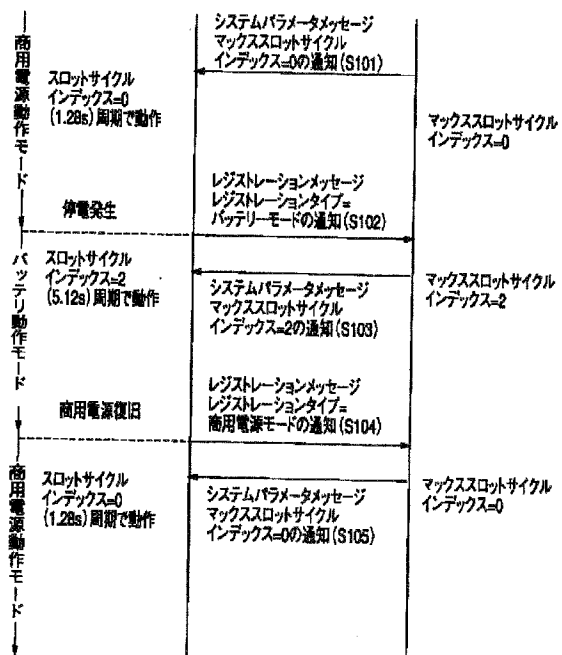 商用電源動作モード
システムパラメータメッセージ
マックススロットサイクル
インデックス=0の通知(S101)
スロットサイクル
インデックス=0
(1.28s)周期で動作
マックススロットサイクル
インデックス=0
停電発生
レジストレーションメッセージ
レジストレーションタイプ=
バッテリーモードの通知(S102)
バッテリ動作モード
スロットサイクル
インデックス=2
(5.12s)周期で動作
システムパラメータメッセージ
マックススロットサイクル
インデックス=2の通知(S103)
マックススロットサイクル
インデックス=2
商用電源復旧
レジストレーションメッセージ
レジストレーションタイプ=
商用電源モードの通知(S104)
商用電源動作モード
スロットサイクル
インデックス=0
(1.28s)周期で動作
システムパラメータメッセージ
マックススロットサイクル
インデックス=0の通知(S105)
マックススロットサイクル
インデックス=0